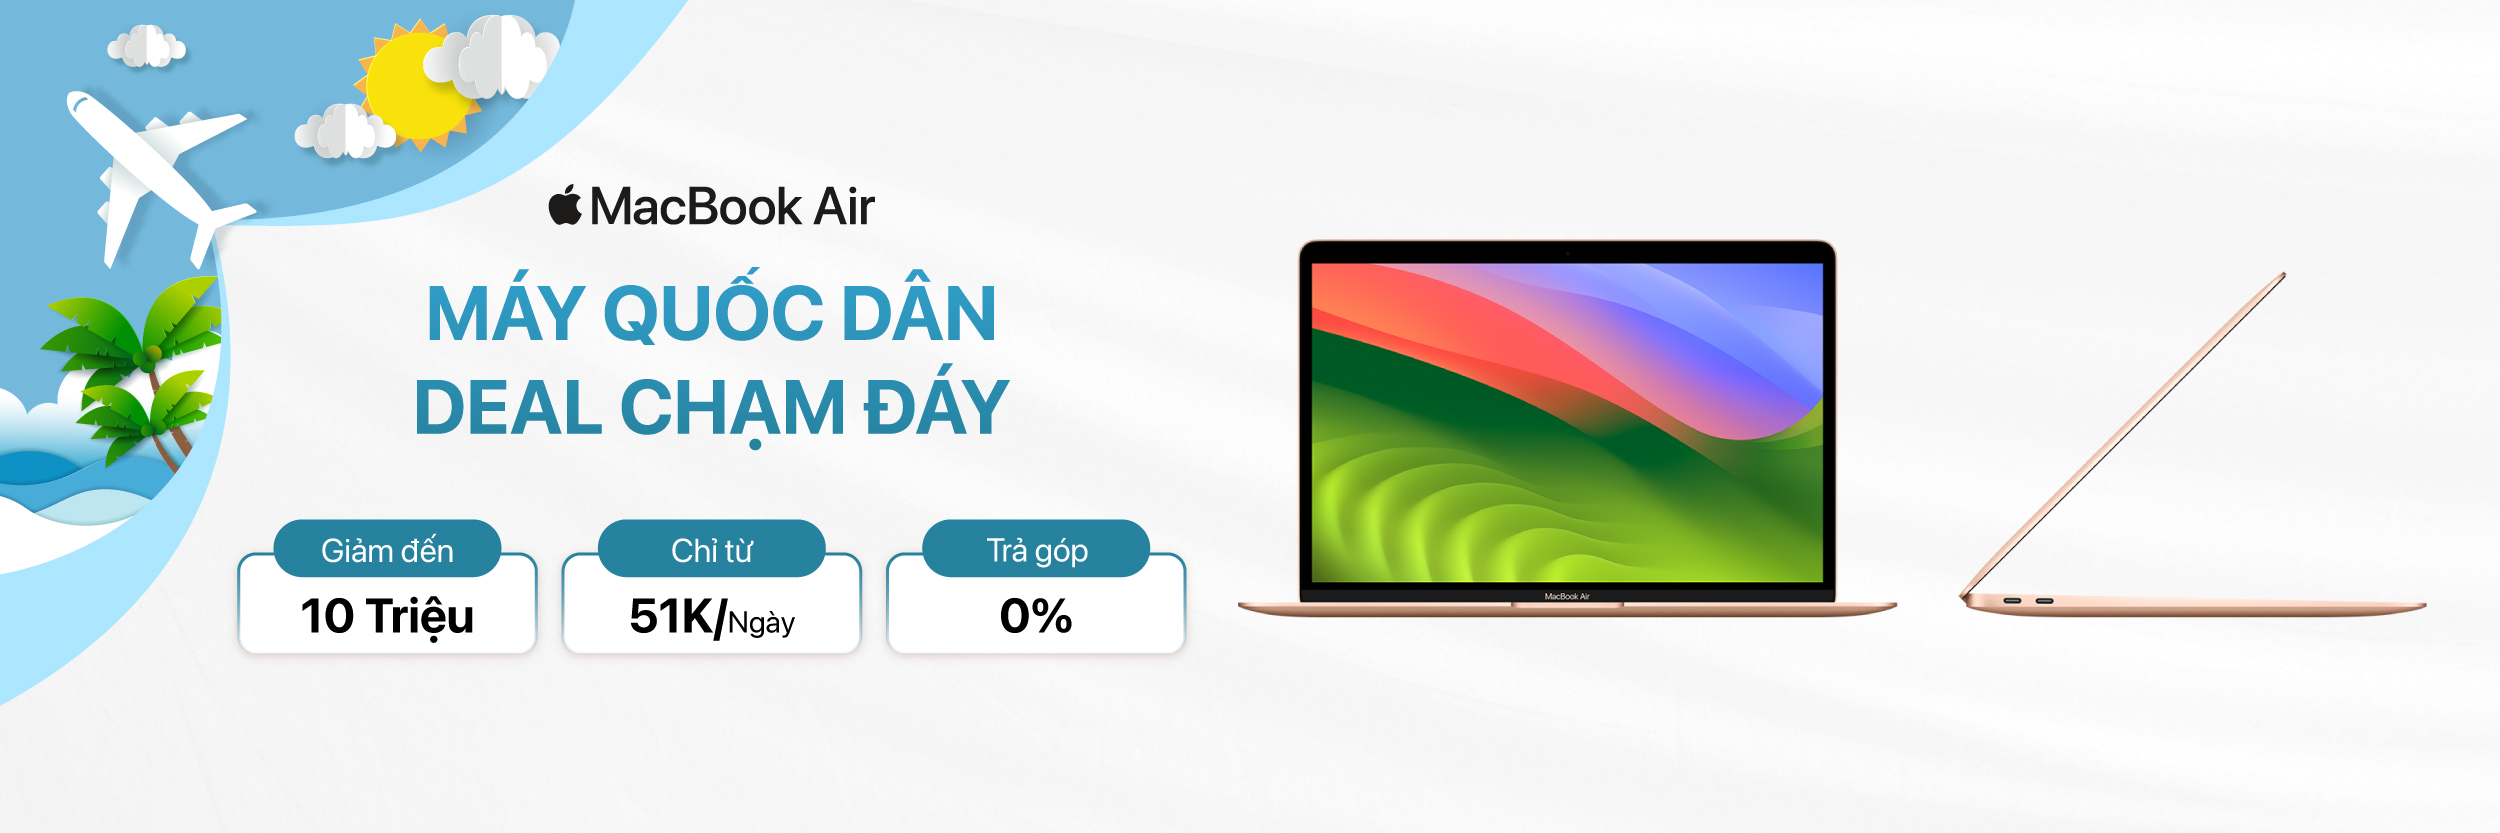 MacBook Air
MÁY QUỐC DÂN
DEAL CHẠM ĐÁY
Giảm đến
10 Triệu
Chỉ từ
51K/Ngày
Trả góp
0%
MacBook Air